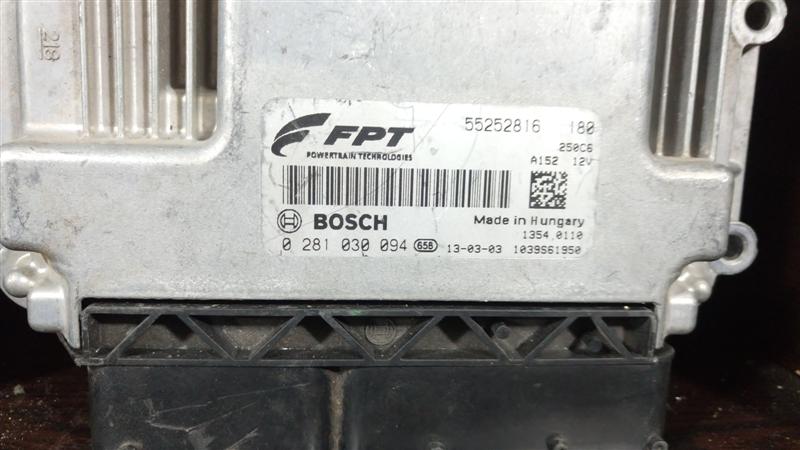 218
FPT 55252816 180
POWERTRAIN TECHNOLOGIES 250C6
A152 12V
BOSCH Made in Hungary
1354.0110
0 281 030 094 658 13-03-03 1039S61950